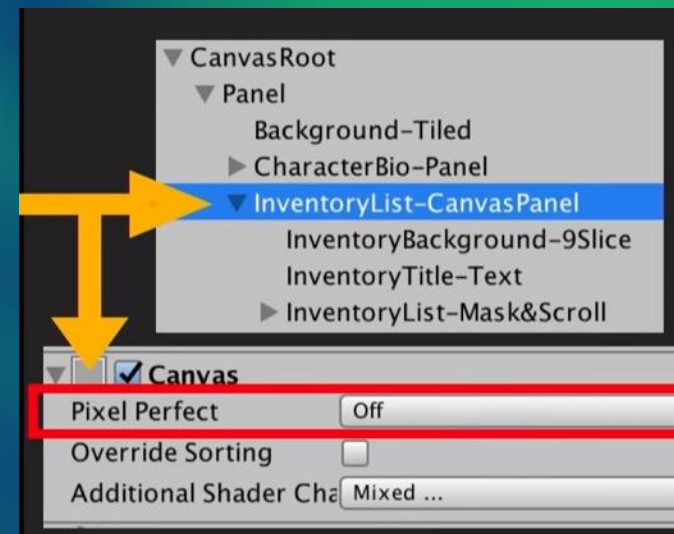 CanvasRoot
Panel
Background-Tiled
CharacterBio-Panel
InventoryList-CanvasPanel
InventoryBackground-9Slice
InventoryTitle-Text
InventoryList-Mask&Scroll
Canvas
Pixel Perfect Off
Override Sorting
Additional Shader Cha Mixed ...